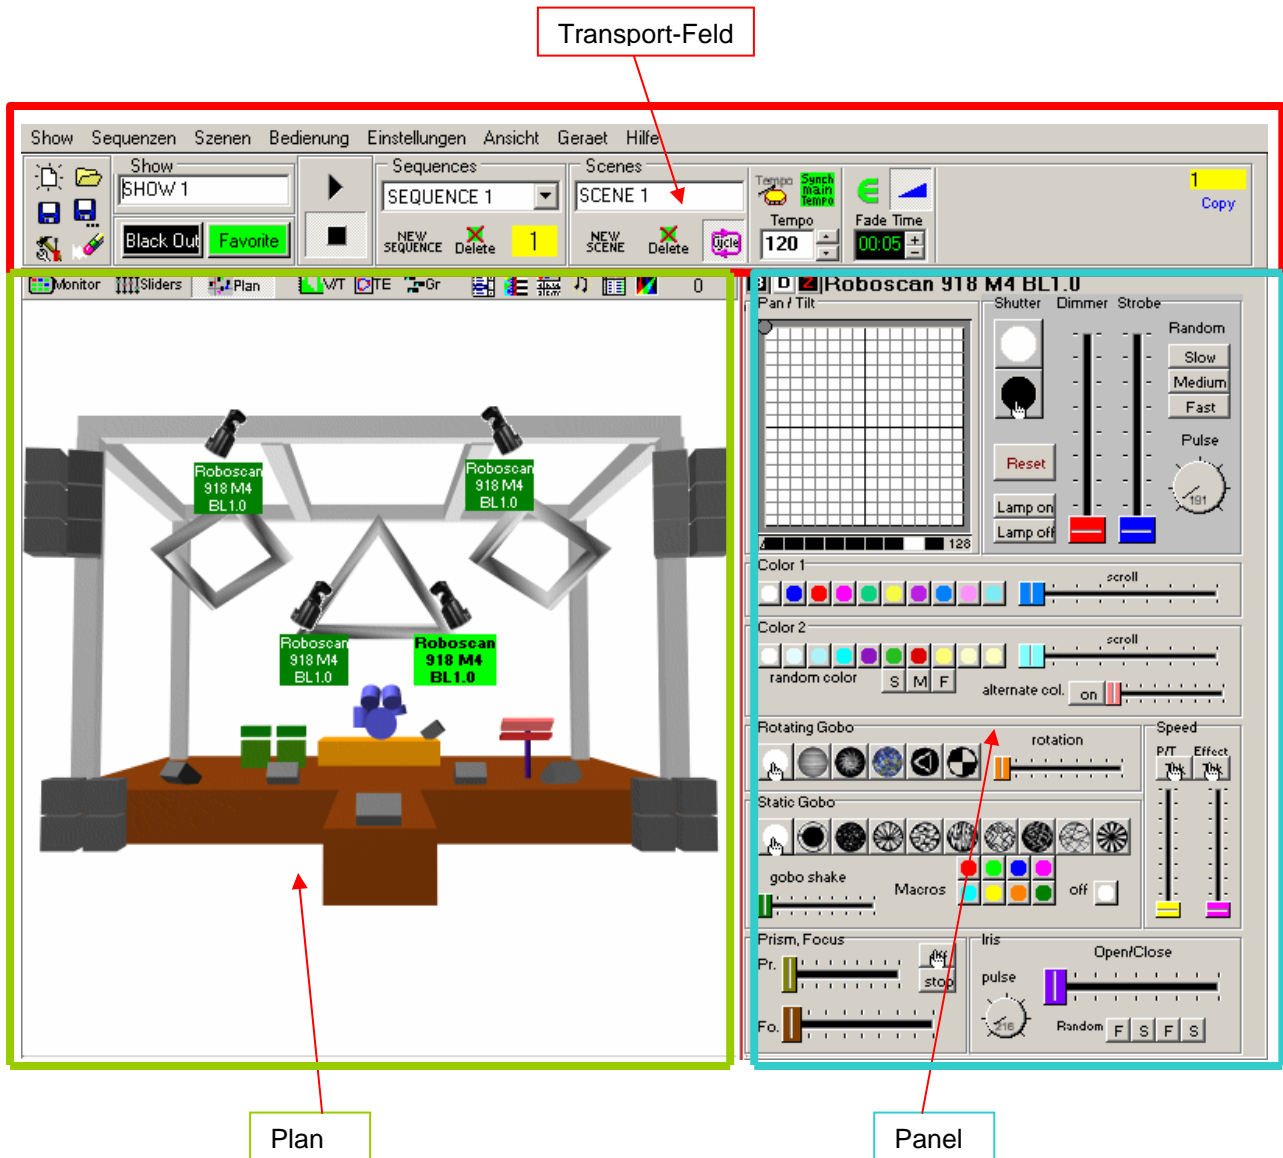 Transport-Feld
Show Sequenzen Szenen Bedienung Einstellungen Ansicht Geraet Hilfe
Show
SHOW 1
Black Out Favorite
Sequences
SEQUENCE 1
NEW SEQUENCE Delete 1
Scenes
SCENE 1
NEW SCENE Delete Cycle
Tempo Synch main Tempo
Tempo
120
Fade Time
00:05
1
Copy
Monitor Sliders Plan V/T TE Gr 0
D Z Roboscan 918 M4 BL1.0
Roboscan
918 M4
BL1.0
Roboscan
918 M4
BL1.0
Roboscan
918 M4
BL1.0
Roboscan
918 M4
BL1.0
Pan / Tilt
128
Shutter Dimmer Strobe
Random
Slow
Medium
Fast
Pulse
191
Reset
Lamp on
Lamp off
Color 1
scroll
Color 2
scroll
random color S M F
alternate col. on
Rotating Gobo
rotation
Speed
P/T Effect
Static Gobo
gobo shake
Macros off
Prism, Focus
Pr.
Off
stop
Fo.
Iris
Open/Close
pulse
216
Random F S F S
Plan
Panel